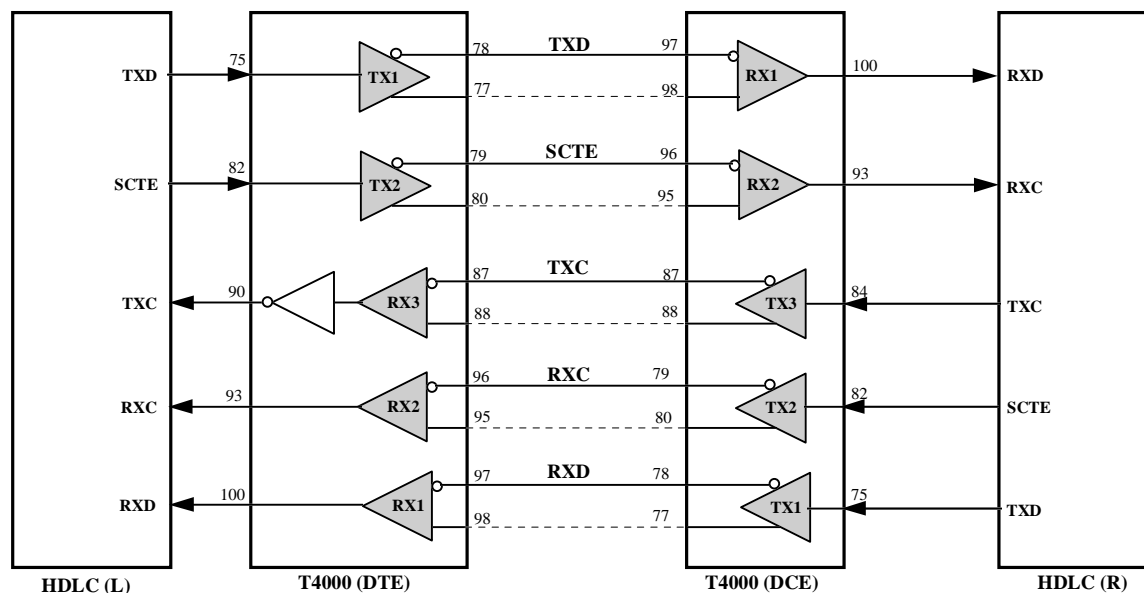 78 TXD 97
TXD 75 TX1 RX1 100 RXD
77 98
79 SCTE 96
SCTE 82 TX2 RX2 93 RXC
80 95
87 TXC 87
TXC 90 RX3 TX3 84 TXC
88 88
96 RXC 79
RXC 93 RX2 TX2 82 SCTE
95 80
97 RXD 78
RXD 100 RX1 TX1 75 TXD
98 77
HDLC (L) T4000 (DTE) T4000 (DCE) HDLC (R)